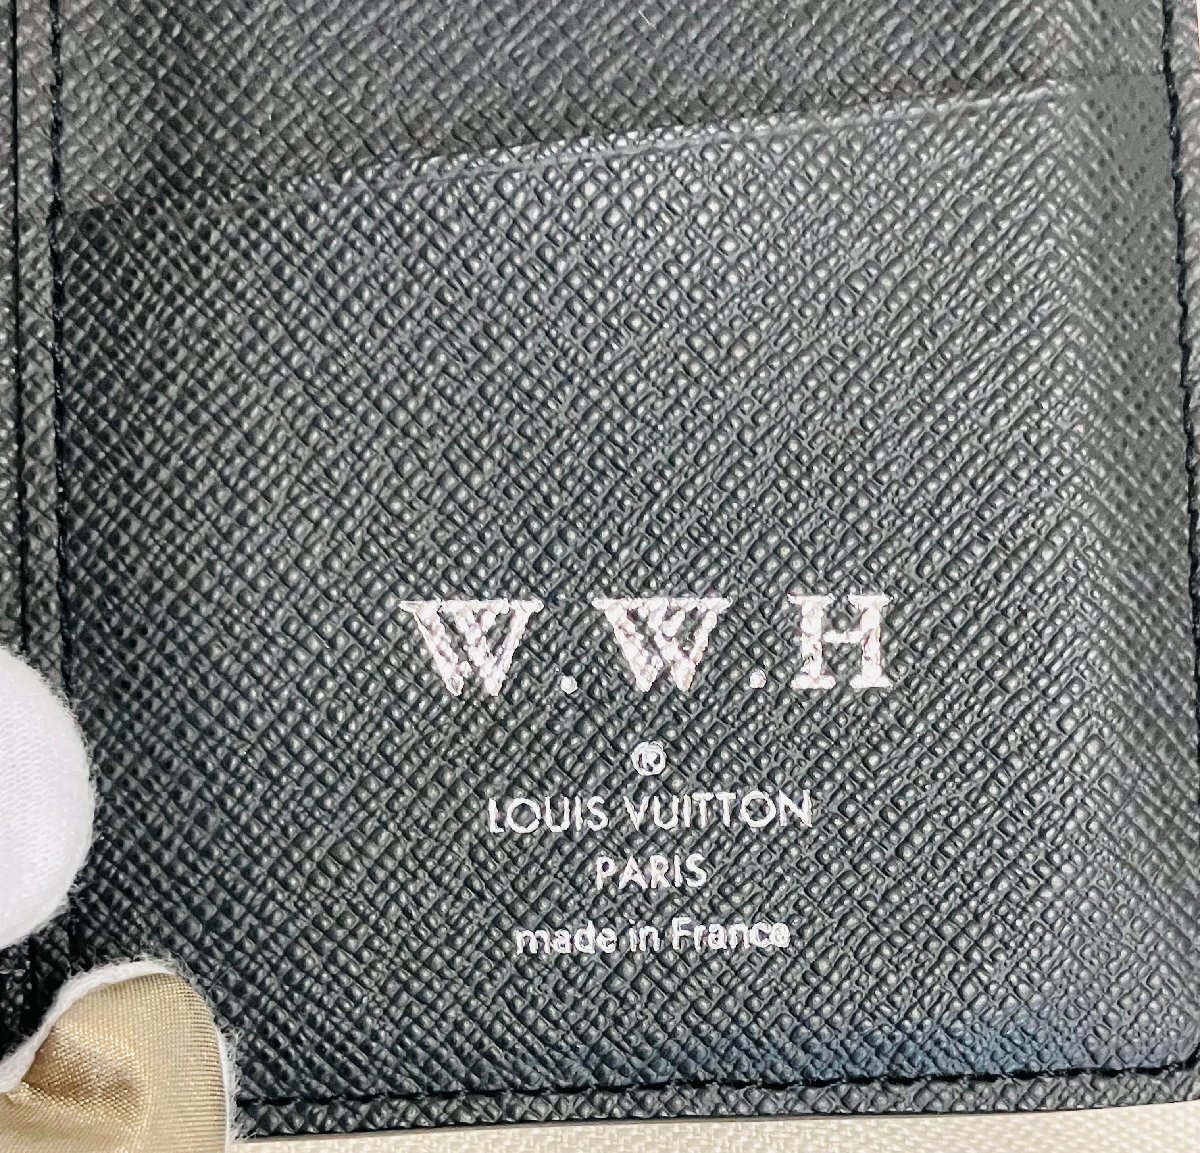 W.W.H
®
LOUIS VUITTON
PARIS
made in France